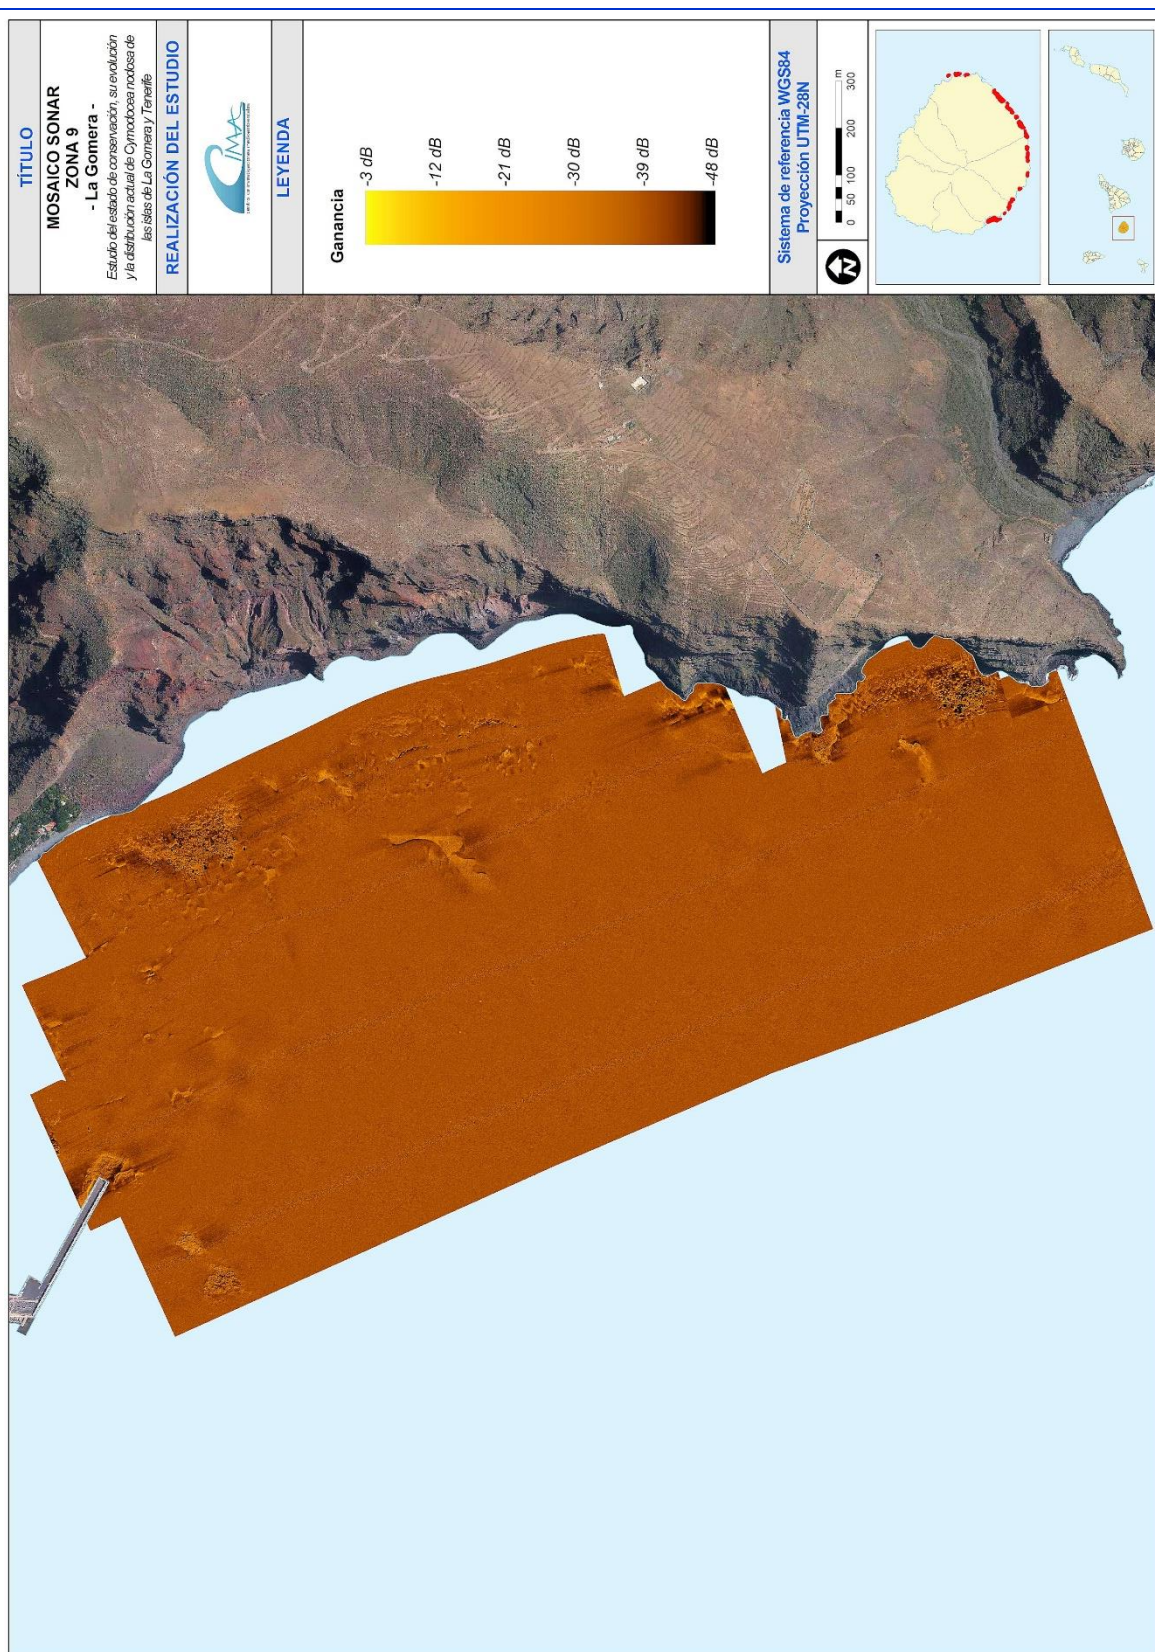 TÍTULO
MOSAICO SONAR
ZONA 9
- La Gomera -
Estudio del estado de conservación, su evolución
y la distribución actual de Cymodocea nodosa de
las islas de La Gomera y Tenerife
REALIZACIÓN DEL ESTUDIO
CIMA
LEYENDA
Ganancia
-3 dB
-12 dB
-21 dB
-30 dB
-39 dB
-48 dB
Sistema de referencia WGS84
Proyección UTM-28N
N
0 50 100 200 300
m